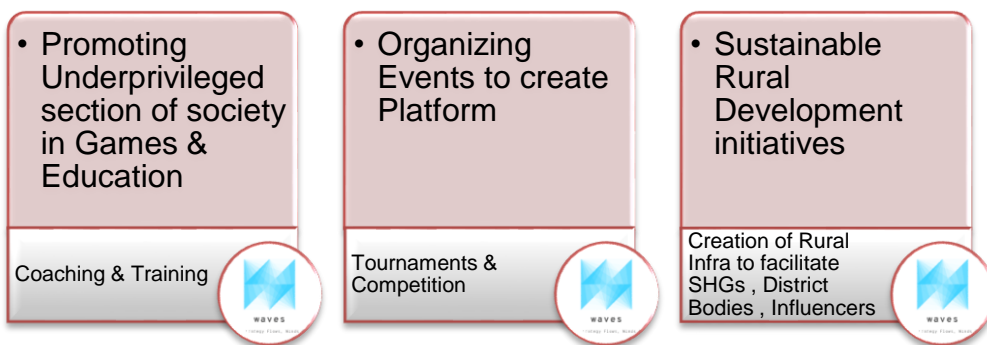 • Promoting
Underprivileged
section of society
in Games &
Education
Coaching & Training
waves
• Organizing
Events to create
Platform
Tournaments &
Competition
waves
• Sustainable
Rural
Development
initiatives
Creation of Rural
Infra to facilitate
SHGs , District
Bodies , Influencers
waves